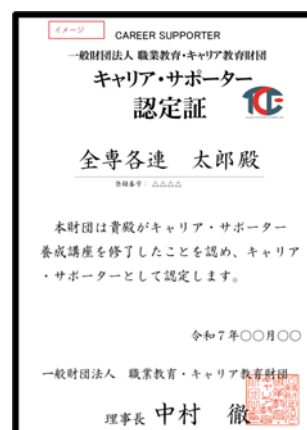 イメージ
CAREER SUPPORTER
一般財団法人 職業教育・キャリア教育財団
キャリア・サポーター
認定証
TCE
全専各連　太郎殿
登録番号： △△△△
本財団は貴殿がキャリア・サポーター
養成講座を修了したことを認め、キャリア
・サポーターとして認定します。
令和７年〇〇月〇〇
一般財団法人　職業教育・キャリア教育財団
理事長 中村　徹